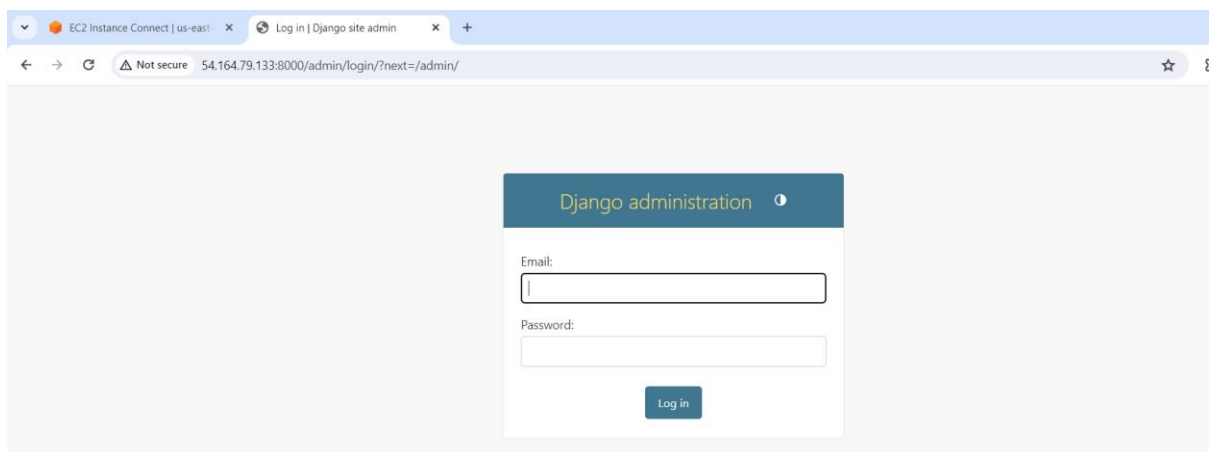 EC2 Instance Connect | us-east- Log in | Django site admin
Not secure 54.164.79.133:8000/admin/login/?next=/admin/
Django administration
Email:
Password:
Log in